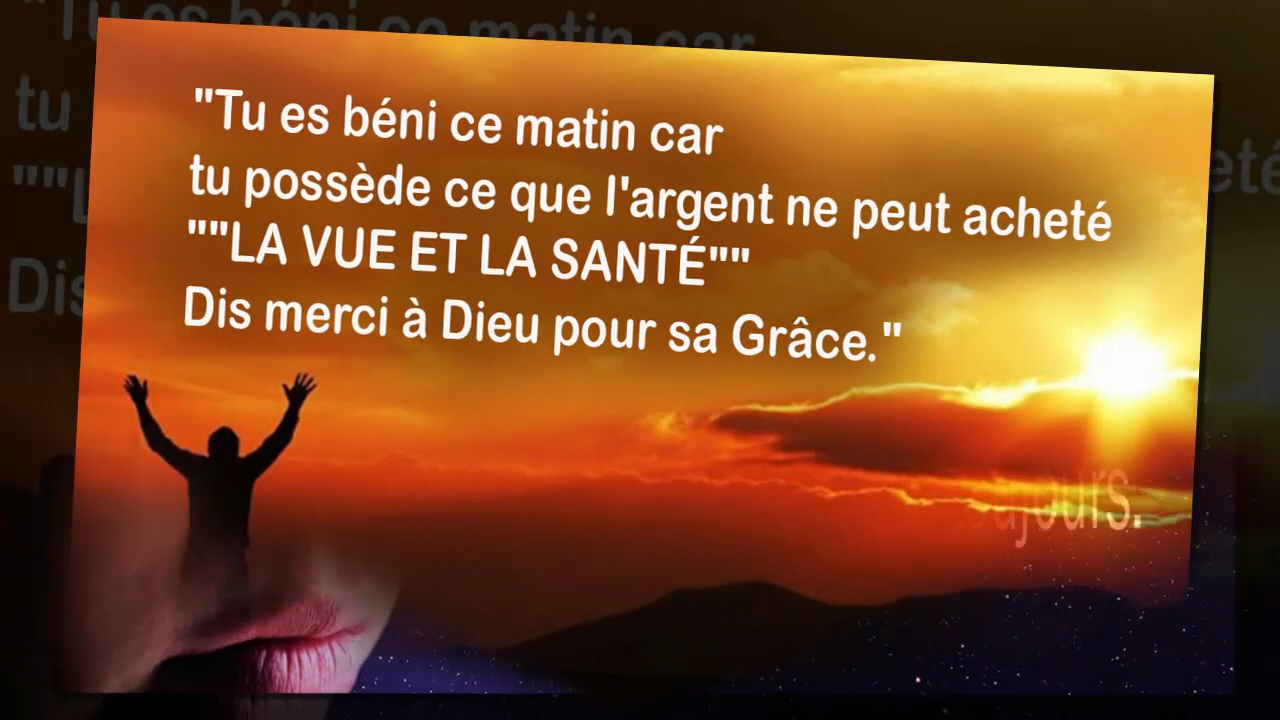 "Tu es béni ce matin car
tu possède ce que l'argent ne peut acheté
""LA VUE ET LA SANTÉ""
Dis merci à Dieu pour sa Grâce."
toujours.